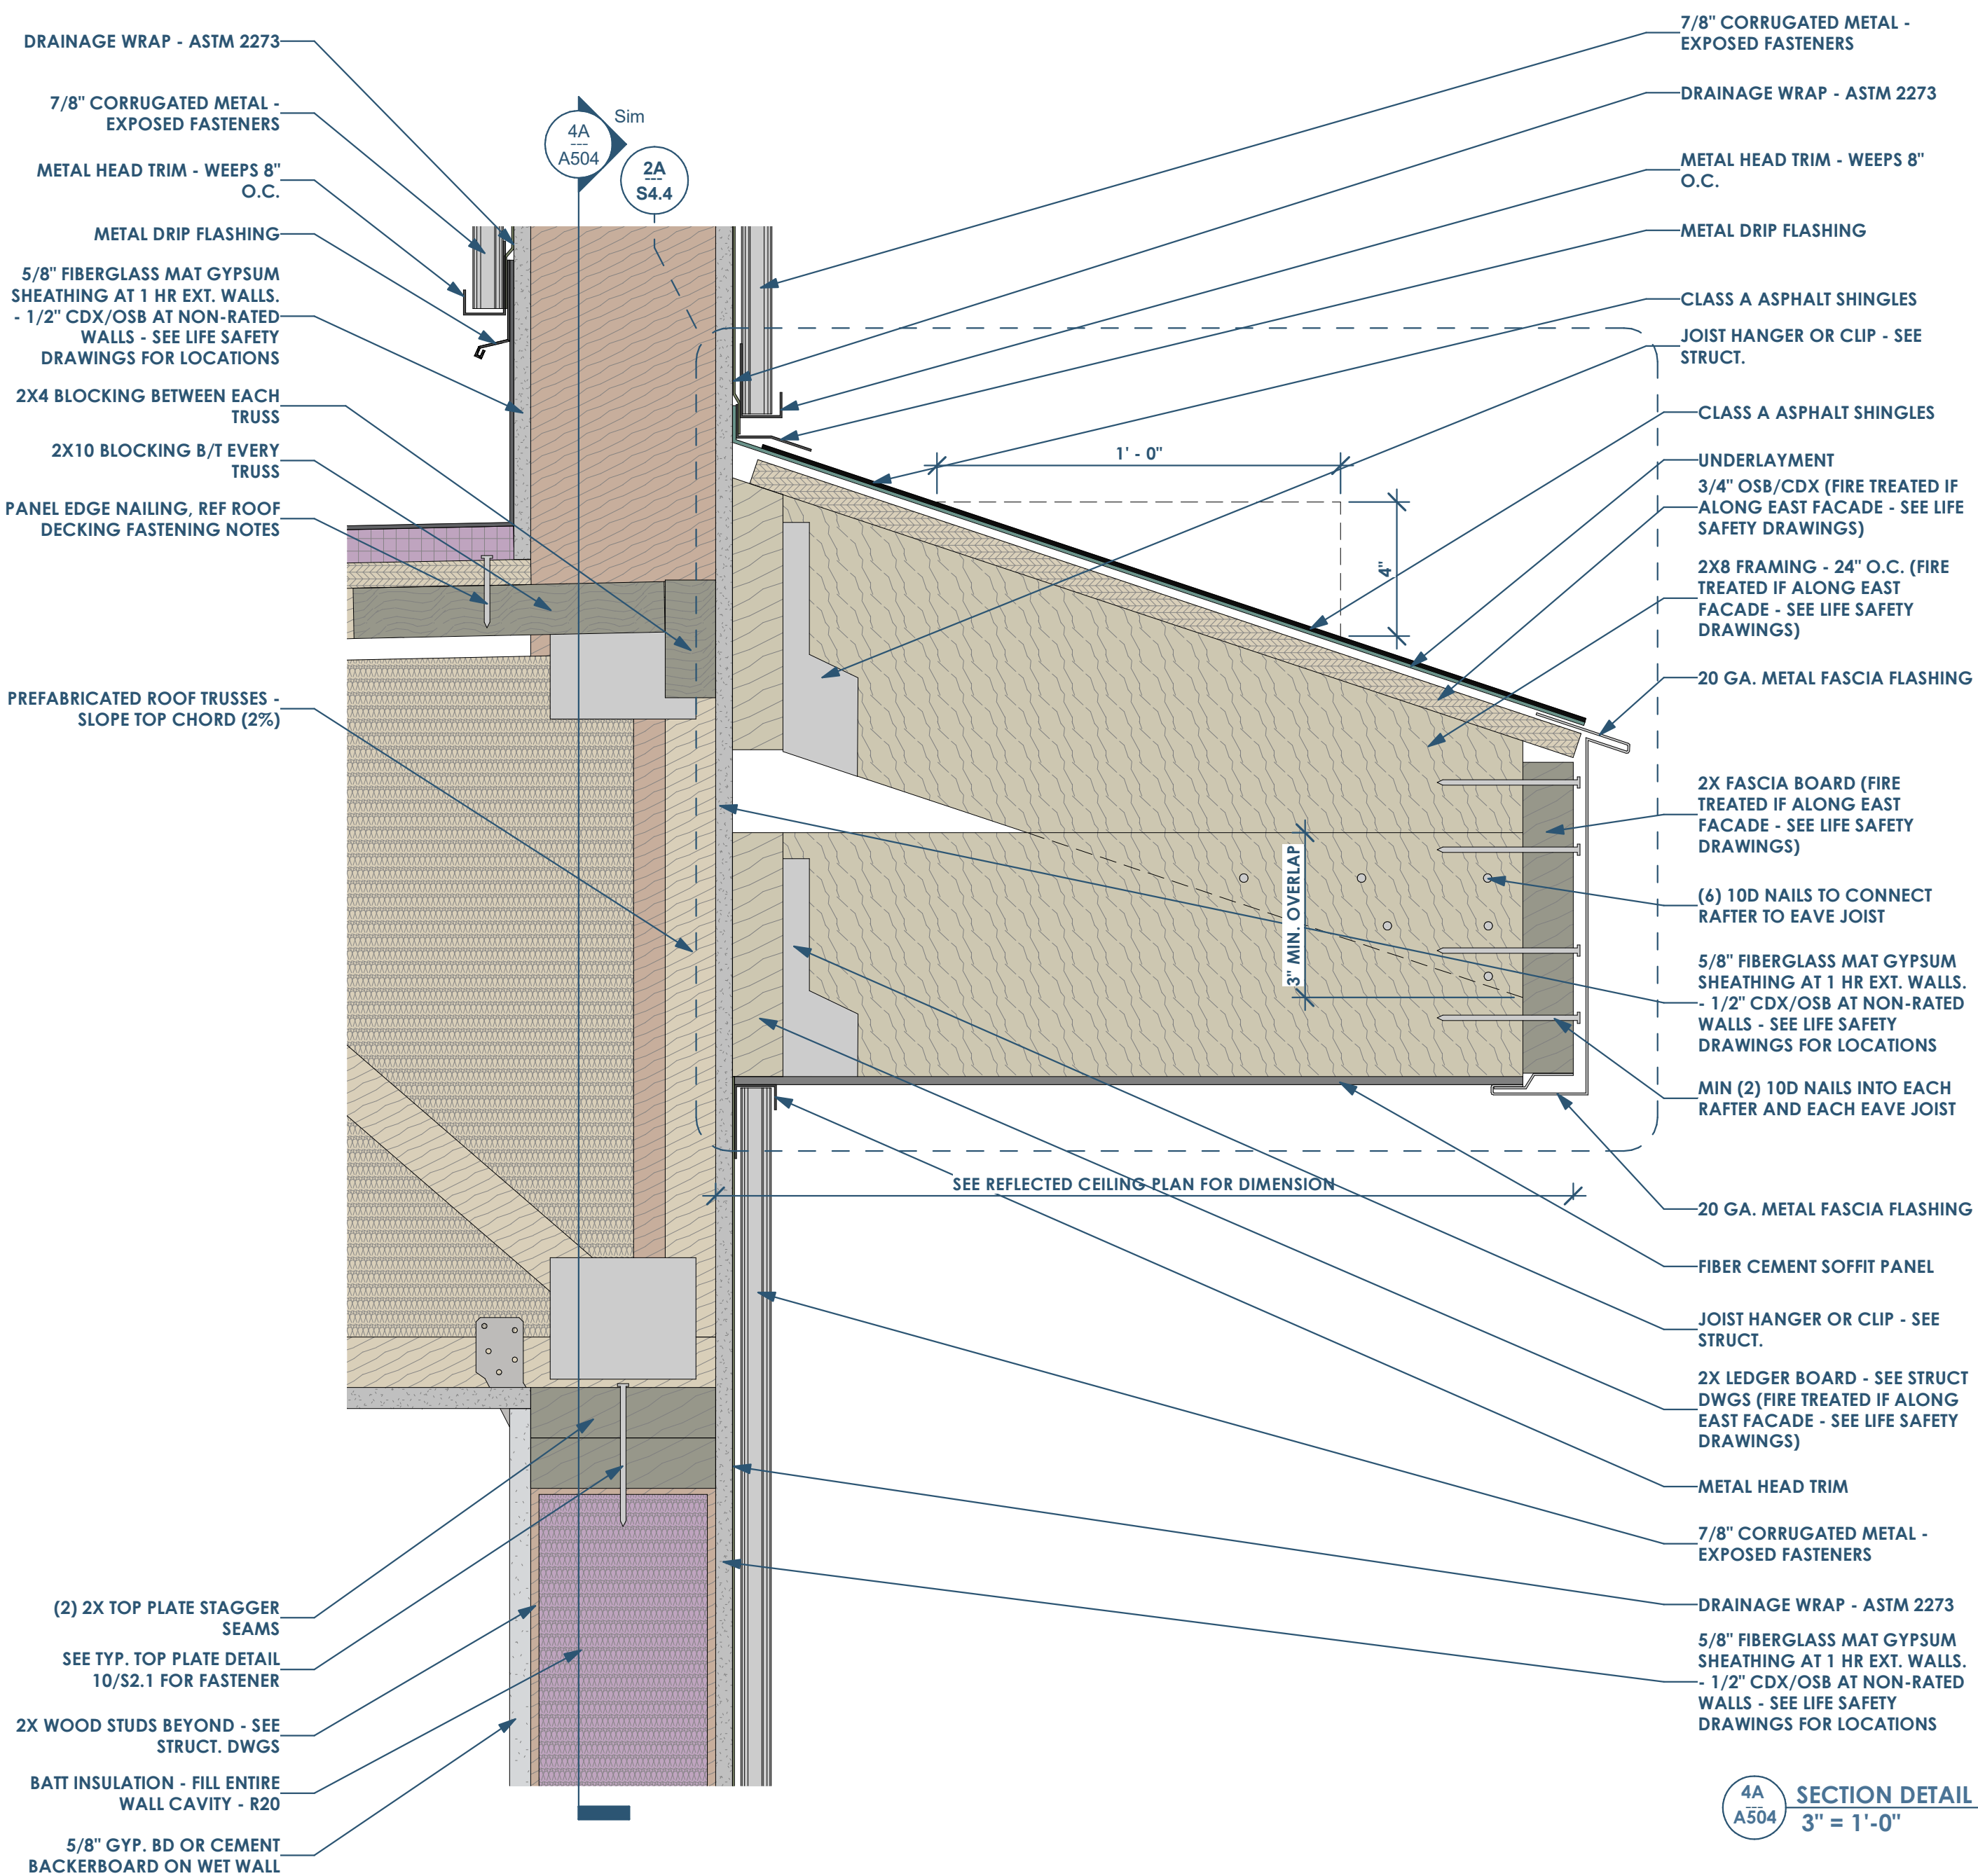 DRAINAGE WRAP - ASTM 2273
7/8" CORRUGATED METAL -
EXPOSED FASTENERS
METAL HEAD TRIM - WEEPS 8"
O.C.
METAL DRIP FLASHING
5/8" FIBERGLASS MAT GYPSUM
SHEATHING AT 1 HR EXT. WALLS.
- 1/2" CDX/OSB AT NON-RATED
WALLS - SEE LIFE SAFETY
DRAWINGS FOR LOCATIONS
2X4 BLOCKING BETWEEN EACH
TRUSS
2X10 BLOCKING B/T EVERY
TRUSS
PANEL EDGE NAILING, REF ROOF
DECKING FASTENING NOTES
PREFABRICATED ROOF TRUSSES -
SLOPE TOP CHORD (2%)
(2) 2X TOP PLATE STAGGER
SEAMS
SEE TYP. TOP PLATE DETAIL
10/S2.1 FOR FASTENER
2X WOOD STUDS BEYOND - SEE
STRUCT. DWGS
BATT INSULATION - FILL ENTIRE
WALL CAVITY - R20
5/8" GYP. BD OR CEMENT
BACKERBOARD ON WET WALL
4A
---
A504
Sim
2A
---
S4.4
1' - 0"
4"
3" MIN. OVERLAP
SEE REFLECTED CEILING PLAN FOR DIMENSION
7/8" CORRUGATED METAL -
EXPOSED FASTENERS
DRAINAGE WRAP - ASTM 2273
METAL HEAD TRIM - WEEPS 8"
O.C.
METAL DRIP FLASHING
CLASS A ASPHALT SHINGLES
JOIST HANGER OR CLIP - SEE
STRUCT.
CLASS A ASPHALT SHINGLES
UNDERLAYMENT
3/4" OSB/CDX (FIRE TREATED IF
ALONG EAST FACADE - SEE LIFE
SAFETY DRAWINGS)
2X8 FRAMING - 24" O.C. (FIRE
TREATED IF ALONG EAST
FACADE - SEE LIFE SAFETY
DRAWINGS)
20 GA. METAL FASCIA FLASHING
2X FASCIA BOARD (FIRE
TREATED IF ALONG EAST
FACADE - SEE LIFE SAFETY
DRAWINGS)
(6) 10D NAILS TO CONNECT
RAFTER TO EAVE JOIST
5/8" FIBERGLASS MAT GYPSUM
SHEATHING AT 1 HR EXT. WALLS.
- 1/2" CDX/OSB AT NON-RATED
WALLS - SEE LIFE SAFETY
DRAWINGS FOR LOCATIONS
MIN (2) 10D NAILS INTO EACH
RAFTER AND EACH EAVE JOIST
20 GA. METAL FASCIA FLASHING
FIBER CEMENT SOFFIT PANEL
JOIST HANGER OR CLIP - SEE
STRUCT.
2X LEDGER BOARD - SEE STRUCT
DWGS (FIRE TREATED IF ALONG
EAST FACADE - SEE LIFE SAFETY
DRAWINGS)
METAL HEAD TRIM
7/8" CORRUGATED METAL -
EXPOSED FASTENERS
DRAINAGE WRAP - ASTM 2273
5/8" FIBERGLASS MAT GYPSUM
SHEATHING AT 1 HR EXT. WALLS.
- 1/2" CDX/OSB AT NON-RATED
WALLS - SEE LIFE SAFETY
DRAWINGS FOR LOCATIONS
4A
---
A504
SECTION DETAIL
3" = 1'-0"